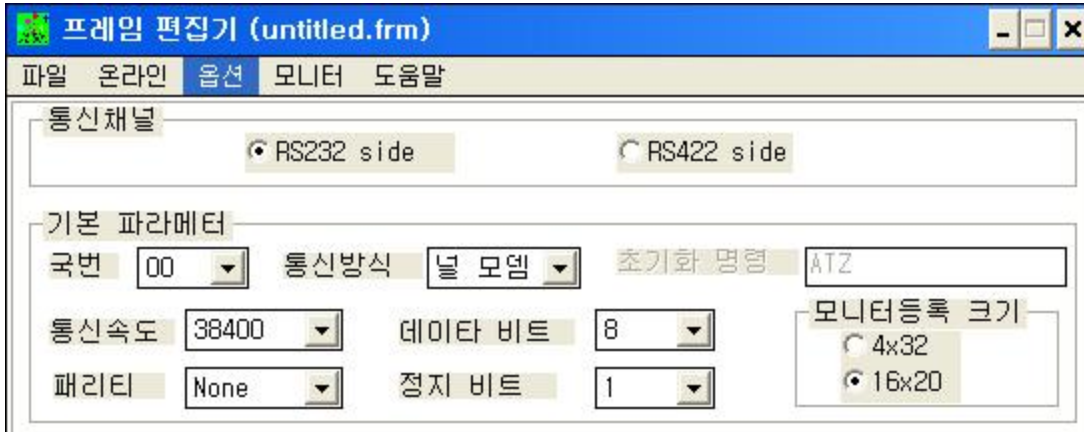 프레임 편집기 (untitled.frm)
파일 온라인 옵션 모니터 도움말
통신채널
RS232 side RS422 side
기본 파라메터
국번 00 통신방식 널 모뎀 초기화 명령 ATZ
통신속도 38400 데이타 비트 8 모니터등록 크기
4x32
패리티 None 정지 비트 1 16x20